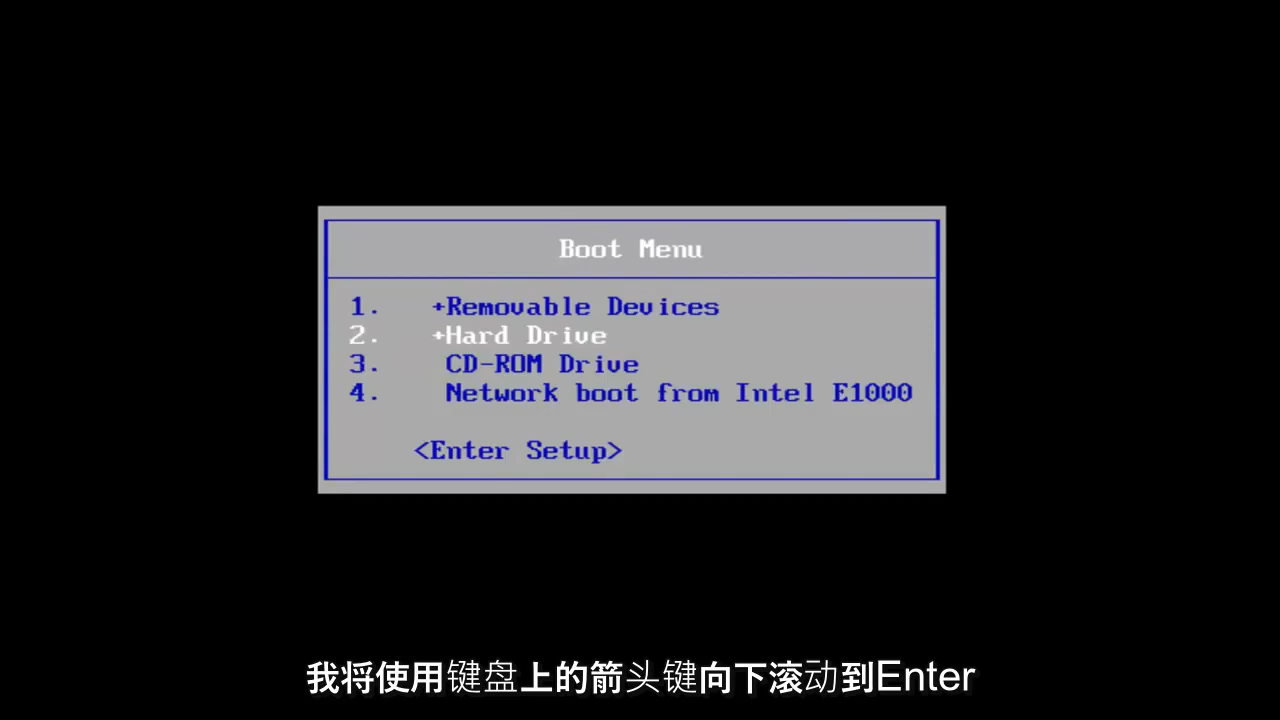 Boot Menu
1. +Removable Devices
2. +Hard Drive
3. CD-ROM Drive
4. Network boot from Intel E1000
<Enter Setup>
我将使用键盘上的箭头键向下滚动到Enter